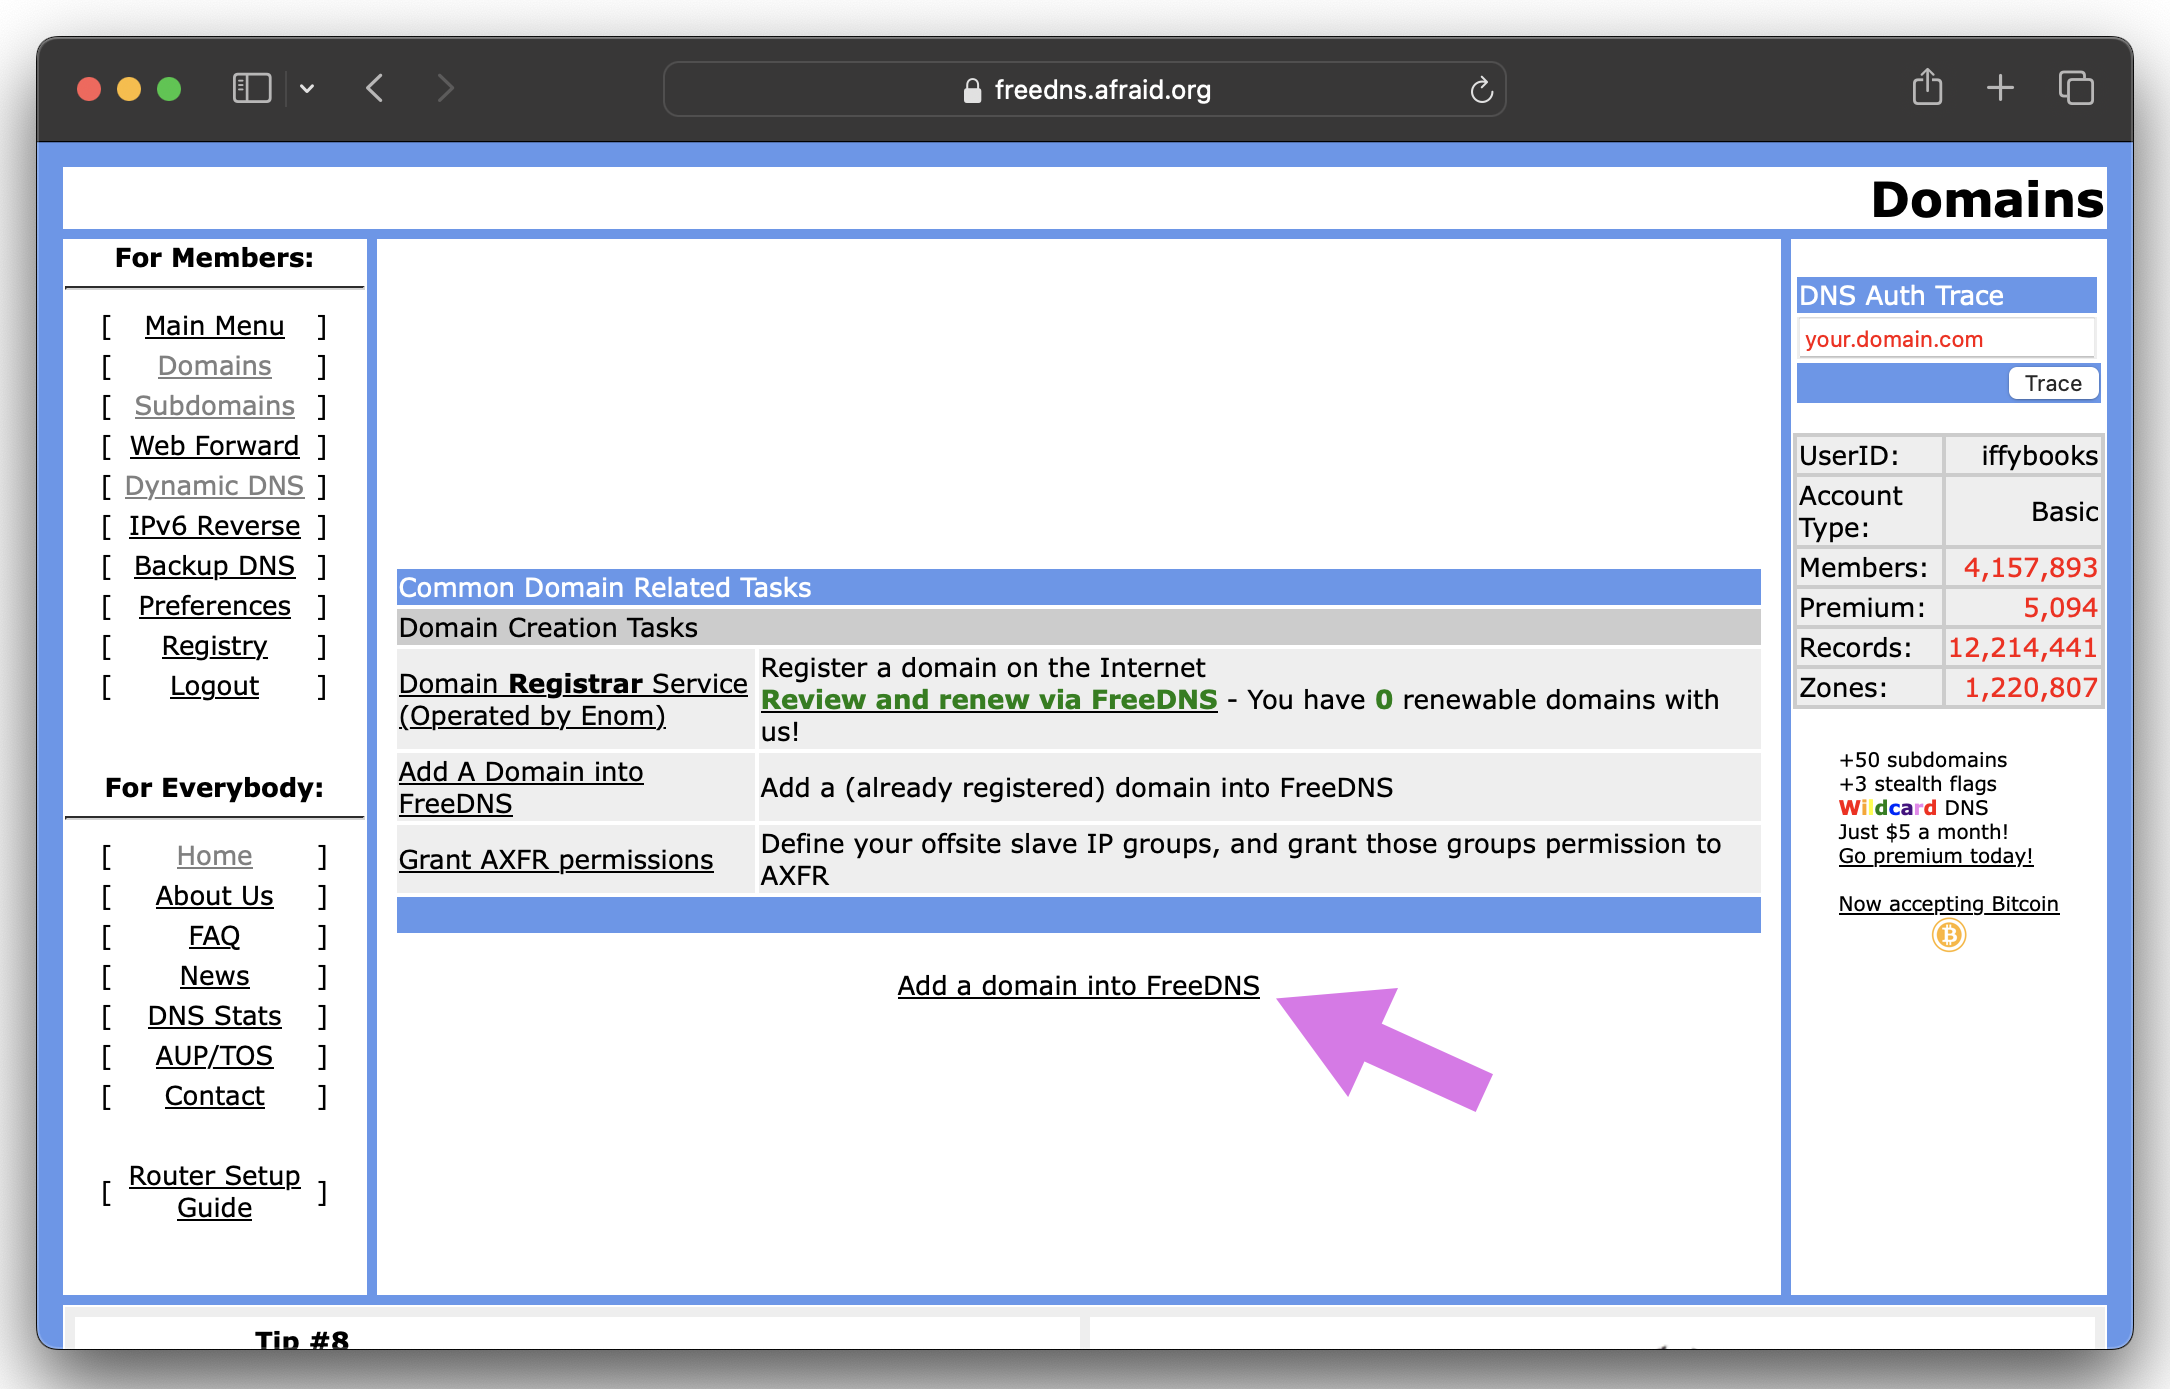 freedns.afraid.org
Domains
For Members:
[ Main Menu ]
[ Domains ]
[ Subdomains ]
[ Web Forward ]
[ Dynamic DNS ]
[ IPv6 Reverse ]
[ Backup DNS ]
[ Preferences ]
[ Registry ]
[ Logout ]
For Everybody:
[ Home ]
[ About Us ]
[ FAQ ]
[ News ]
[ DNS Stats ]
[ AUP/TOS ]
[ Contact ]
[ Router Setup
Guide ]
Common Domain Related Tasks
Domain Creation Tasks
Domain Registrar Service
(Operated by Enom)
Register a domain on the Internet
Review and renew via FreeDNS - You have 0 renewable domains with
us!
Add A Domain into
FreeDNS
Add a (already registered) domain into FreeDNS
Grant AXFR permissions
Define your offsite slave IP groups, and grant those groups permission to
AXFR
Add a domain into FreeDNS
DNS Auth Trace
your.domain.com
Trace
UserID: iffybooks
Account
Type: Basic
Members: 4,157,893
Premium: 5,094
Records: 12,214,441
Zones: 1,220,807
+50 subdomains
+3 stealth flags
Wildcard DNS
Just $5 a month!
Go premium today!
Now accepting Bitcoin
Tip #8